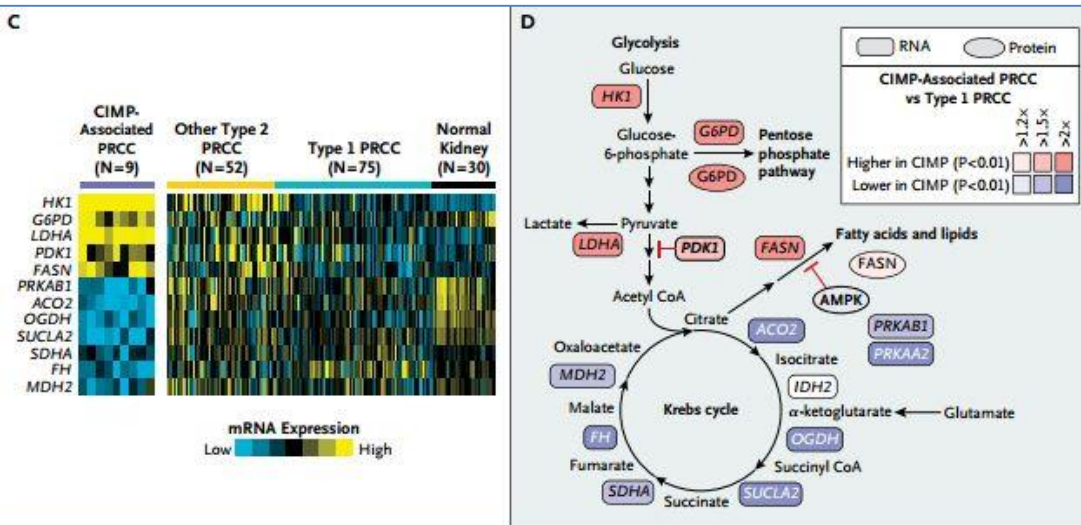 C
CIMP-
Associated
PRCC
(N=9)
Other Type 2
PRCC
(N=52)
Type 1 PRCC
(N=75)
Normal
Kidney
(N=30)
HK1
G6PD
LDHA
PDK1
FASN
PRKAB1
ACO2
OGDH
SUCLA2
SDHA
FH
MDH2
mRNA Expression
Low High
D
RNA Protein
CIMP-Associated PRCC
vs Type 1 PRCC
>1.2×
>1.5×
>2×
Higher in CIMP (P<0.01)
Lower in CIMP (P<0.01)
Glycolysis
Glucose
HK1
Glucose-
6-phosphate
G6PD
G6PD
Pentose
phosphate
pathway
Lactate
Pyruvate
LDHA
PDK1
FASN
Fatty acids and lipids
FASN
AMPK
Acetyl CoA
Citrate
ACO2
PRKAB1
PRKAA2
Oxaloacetate
Isocitrate
MDH2
IDH2
Malate
Krebs cycle
α-ketoglutarate
Glutamate
FH
OGDH
Fumarate
Succinyl CoA
SDHA
Succinate
SUCLA2